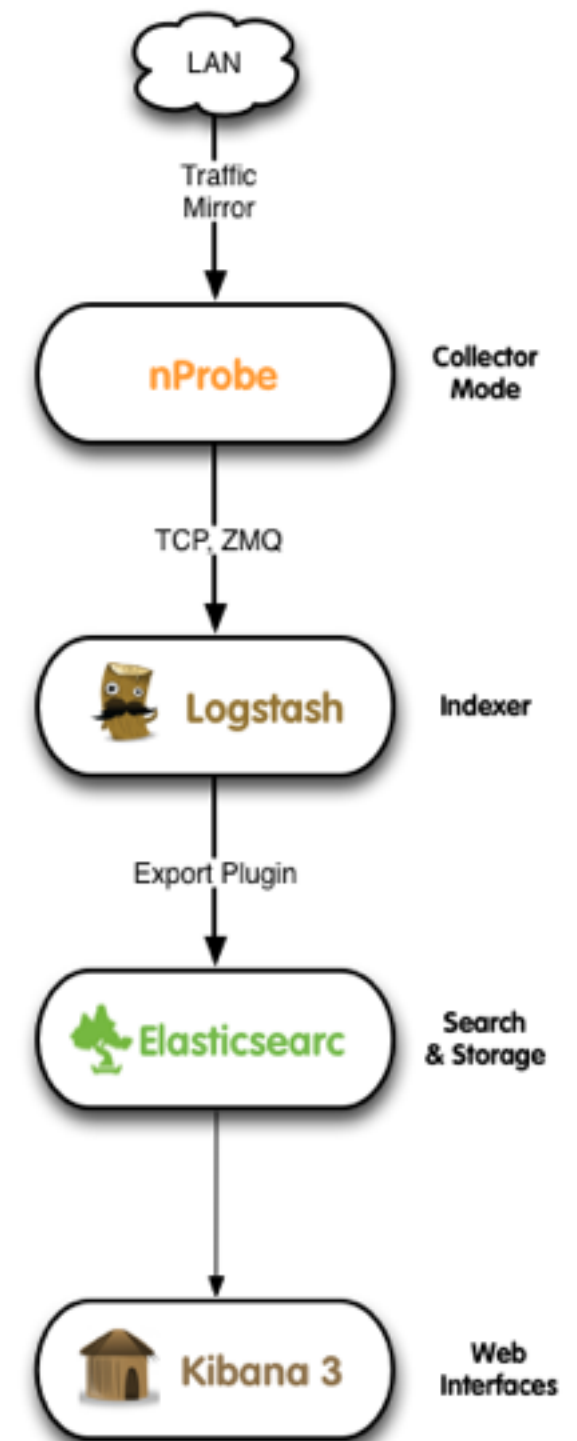 LAN
Traffic
Mirror
nProbe
Collector
Mode
TCP, ZMQ
Logstash
Indexer
Export Plugin
Elasticsearc
Search
& Storage
Kibana 3
Web
Interfaces